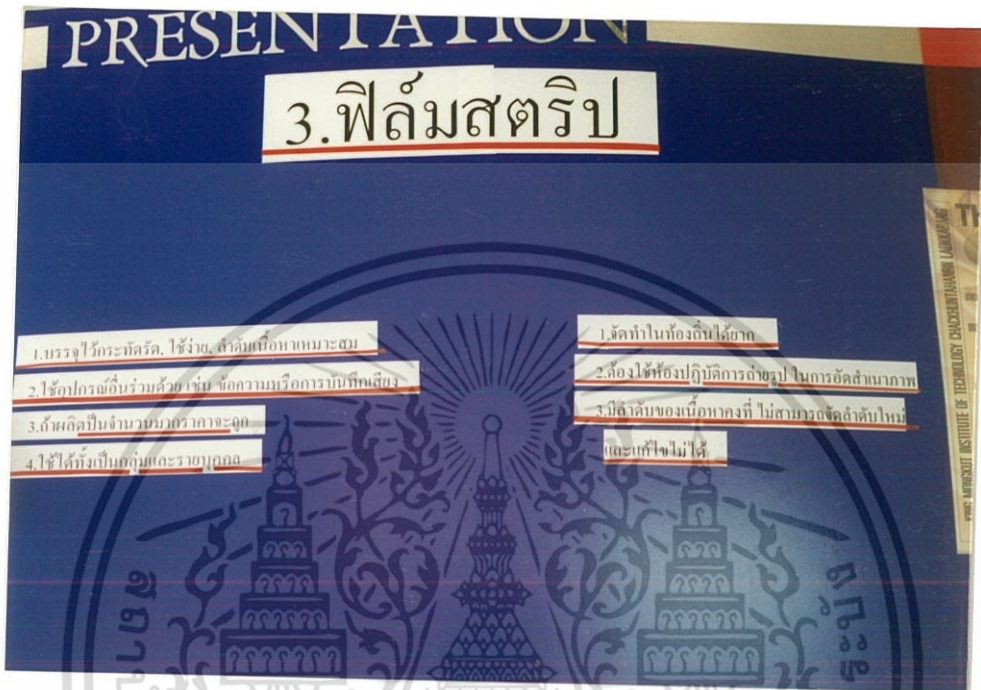 PRESENTATION
3.ฟิล์มสตริป
1.บรรจุไว้กระทัดรัด, ใช้ง่าย, ลำดับเนื้อหาเหมาะสม
2.ใช้อุปกรณ์อื่นร่วมด้วย เช่น ข้อความหรือการบันทึกเสียง
3.ถ้าผลิตป็นจำนวนมากราคาจะถูก
4.ใช้ได้ทั้งเป็นกลุ่มและรายบุคคล
1.จัดทำในท้องถิ่นได้ยาก
2.ต้องใช้ห้องปฏิบัติการถ่ายรูป ในการอัดสำเนาภาพ
3.มีลำดับของเนื้อหาคงที่ ไม่สามารถจัดลำดับใหม่
และแก้ไขไม่ได้
INSTITUTE OF TECHNOLOGY